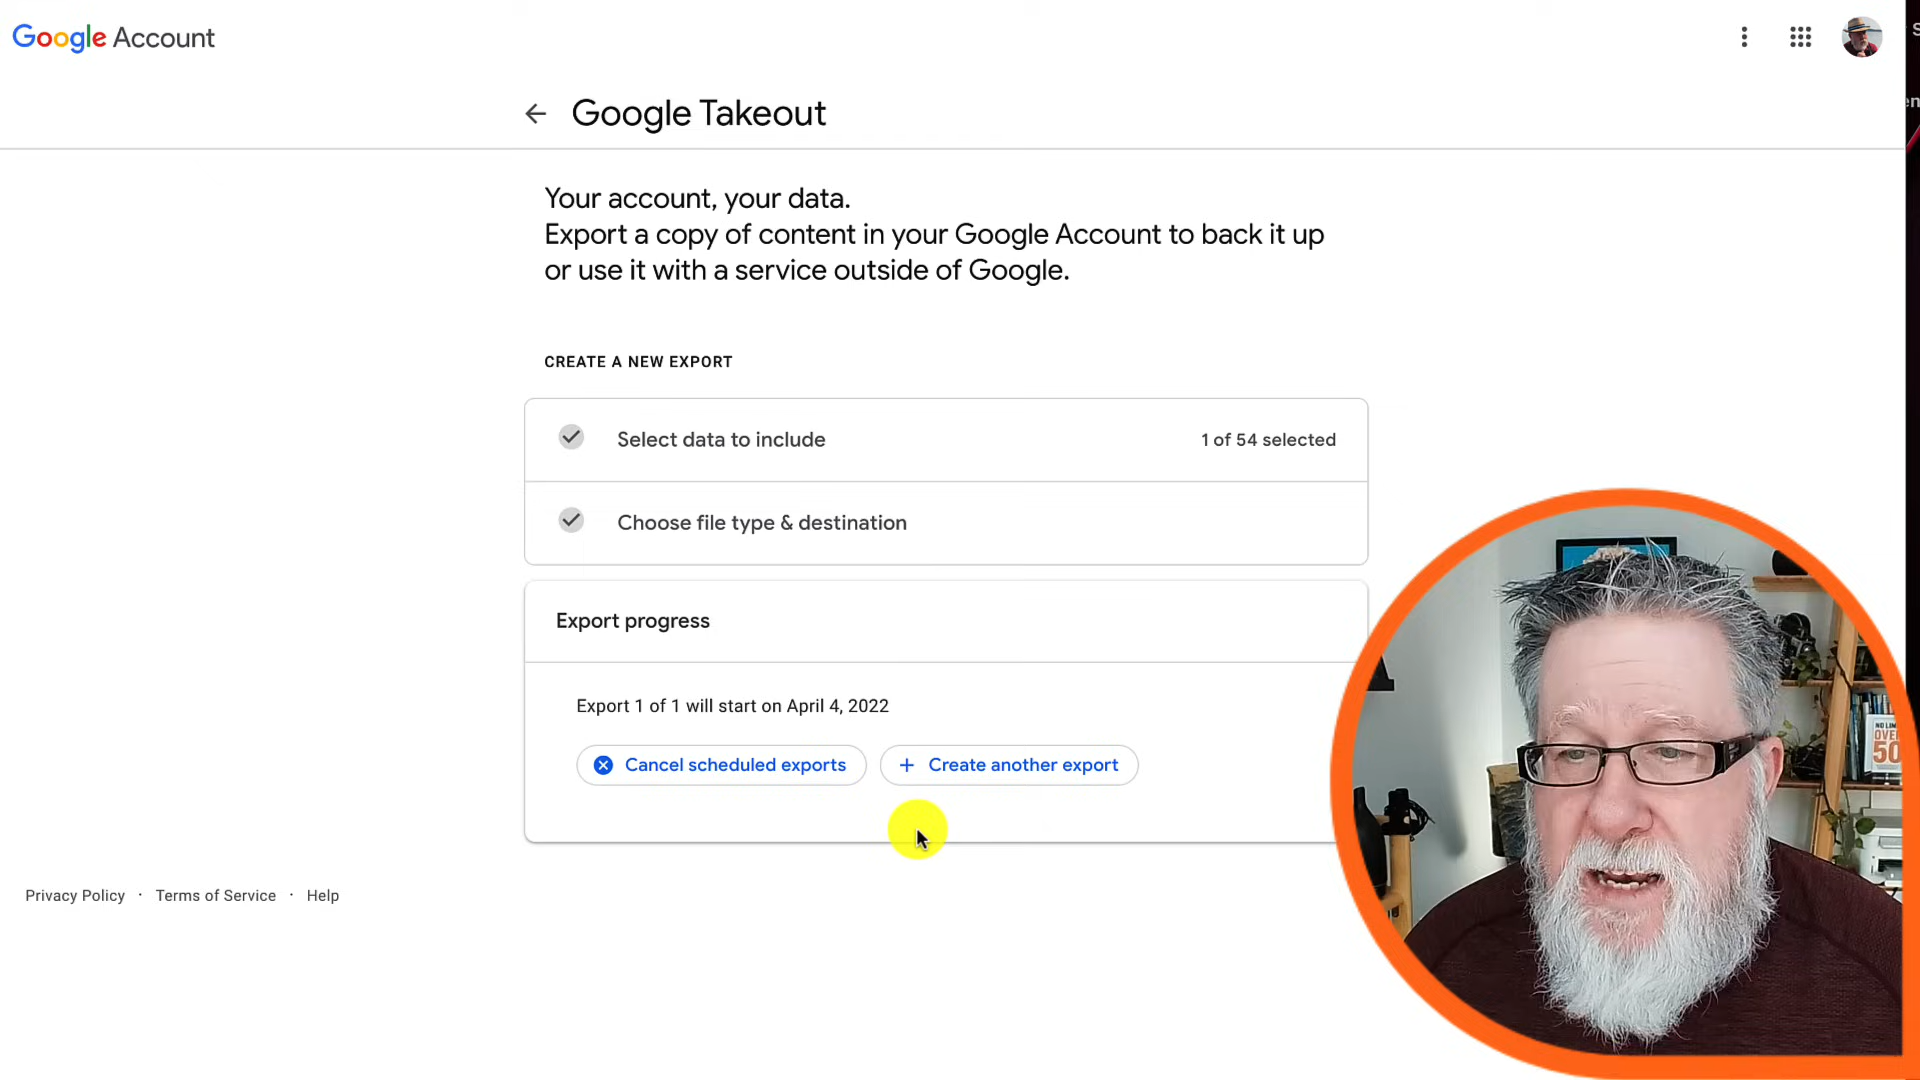 Google Account
Google Takeout
Your account, your data.
Export a copy of content in your Google Account to back it up
or use it with a service outside of Google.
CREATE A NEW EXPORT
Select data to include
1 of 54 selected
Choose file type & destination
Export progress
Export 1 of 1 will start on April 4, 2022
Cancel scheduled exports
Create another export
Privacy Policy · Terms of Service · Help
OVER
50